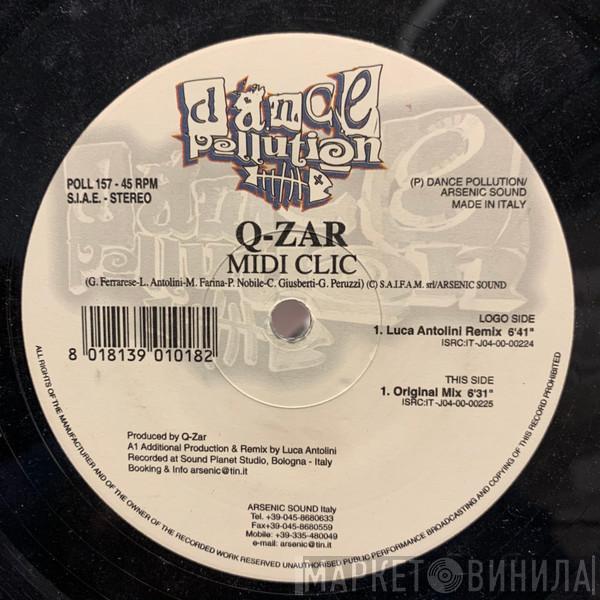 dance
pollution
POLL 157 - 45 RPM
S.I.A.E. - STEREO
(P) DANCE POLLUTION/
ARSENIC SOUND
MADE IN ITALY
Q-ZAR
MIDI CLIC
(G. Ferrarese-L. Antolini-M. Farina-P. Nobile-C. Giusberti-G. Peruzzi) (C) S.A.I.F.A.M. srl/ARSENIC SOUND
8 018139 010182
LOGO SIDE
1. Luca Antolini Remix 6'41"
ISRC:IT-J04-00-00224
THIS SIDE
1. Original Mix 6'31"
ISRC:IT-J04-00-00225
Produced by Q-Zar
A1 Additional Production & Remix by Luca Antolini
Recorded at Sound Planet Studio, Bologna - Italy
Booking & Info arsenic@tin.it
ARSENIC SOUND Italy
Tel. +39-045-8680633
Fax+39-045-8680559
Mobile: +39-335-480049
e-mail: arsenic@tin.it
ALL RIGHTS OF THE MANUFACTURER AND OF THE OWNER OF THE RECORDED WORK RESERVED UNAUTHORISED PUBLIC PERFORMANCE BROADCASTING AND COPYING OF THIS RECORD PROHIBITED
МАРКЕТ ВИНИЛА